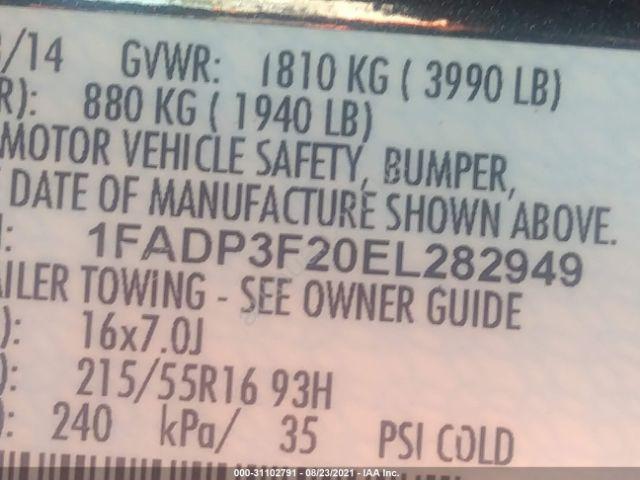 /14 GVWR: 1810 KG ( 3990 LB)
R): 880 KG ( 1940 LB)
MOTOR VEHICLE SAFETY, BUMPER,
DATE OF MANUFACTURE SHOWN ABOVE.
: 1FADP3F20EL282949
AILER TOWING - SEE OWNER GUIDE
): 16x7.0J
): 215/55R16 93H
): 240 kPa/ 35 PSI COLD
000-31102791 - 08/23/2021 - IAA Inc.